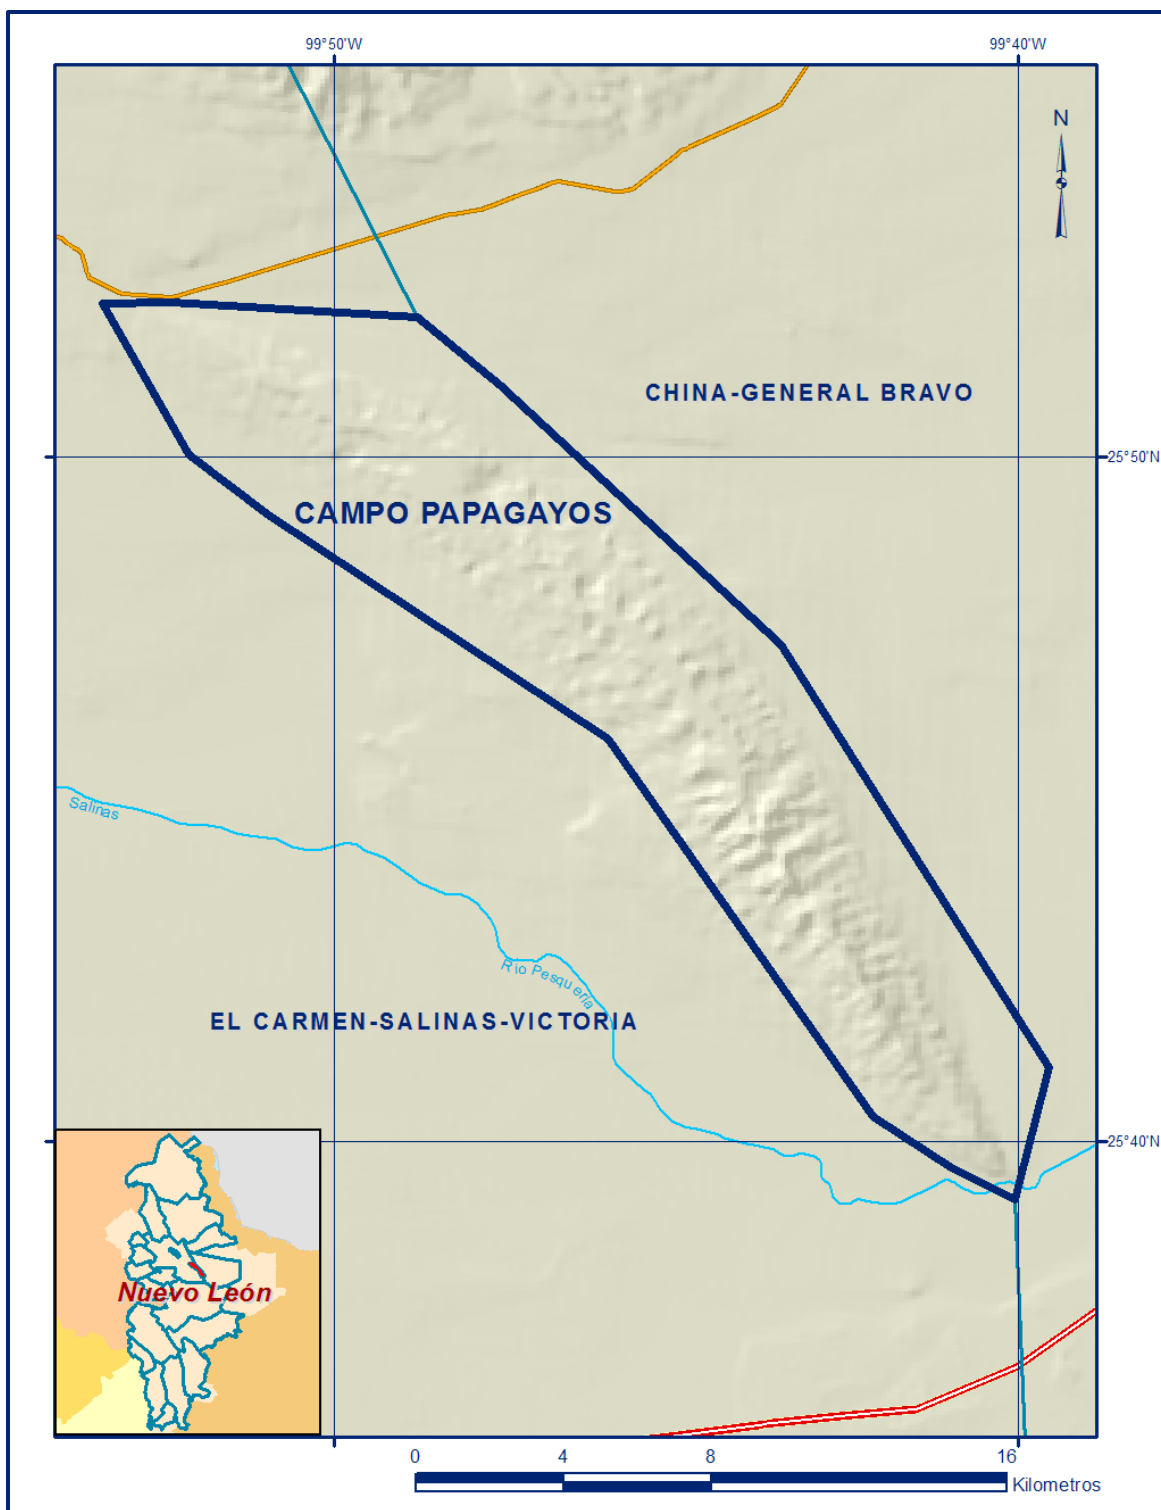 99°50'W
99°40'W
N
CHINA-GENERAL BRAVO
25°50'N
CAMPO PAPAGAYOS
Salinas
Río Pesquería
EL CARMEN-SALINAS-VICTORIA
25°40'N
Nuevo León
0 4 8 16
Kilometros